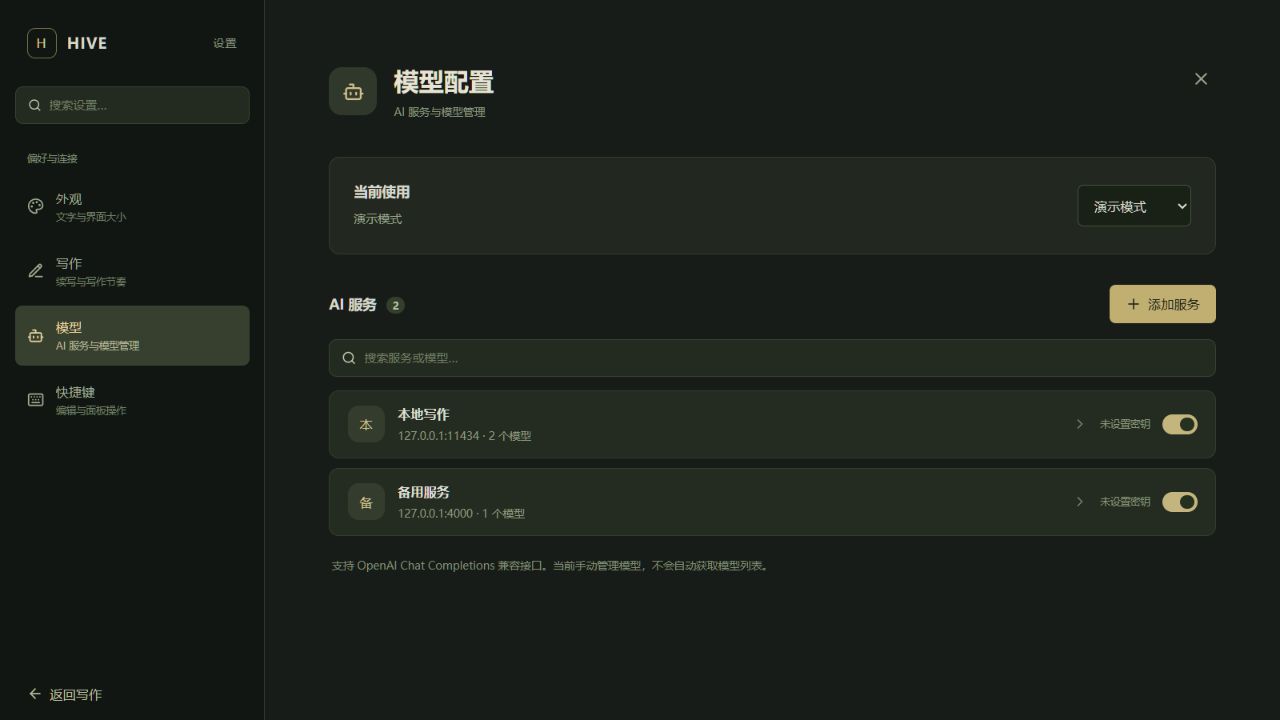 H HIVE 设置
搜索设置...
偏好与连接
外观
文字与界面大小
写作
续写与写作节奏
模型
AI 服务与模型管理
快捷键
编辑与面板操作
返回写作
模型配置
AI 服务与模型管理
当前使用
演示模式
演示模式
AI 服务 2
添加服务
搜索服务或模型...
本 本地写作
127.0.0.1:11434 · 2 个模型
未设置密钥
备 备用服务
127.0.0.1:4000 · 1 个模型
未设置密钥
支持 OpenAI Chat Completions 兼容接口。当前手动管理模型，不会自动获取模型列表。